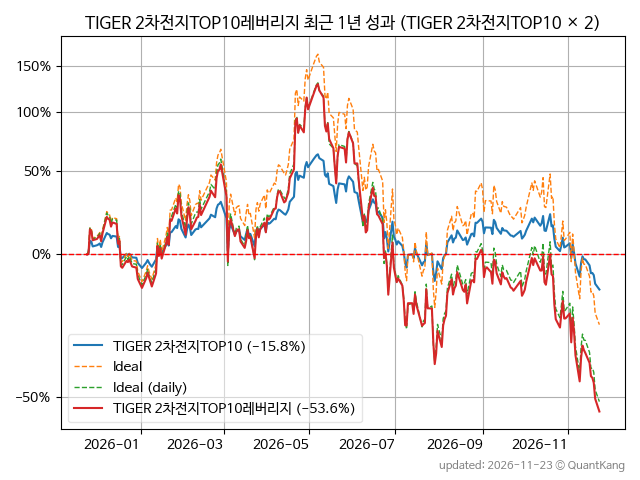 TIGER 2차전지TOP10레버리지 최근 1년 성과 (TIGER 2차전지TOP10 × 2)
150%
100%
50%
0%
−50%
TIGER 2차전지TOP10 (−15.8%)
Ideal
Ideal (daily)
TIGER 2차전지TOP10레버리지 (−53.6%)
2026−01 2026−03 2026−05 2026−07 2026−09 2026−11
updated: 2026−11−23 ⓒ QuantKang